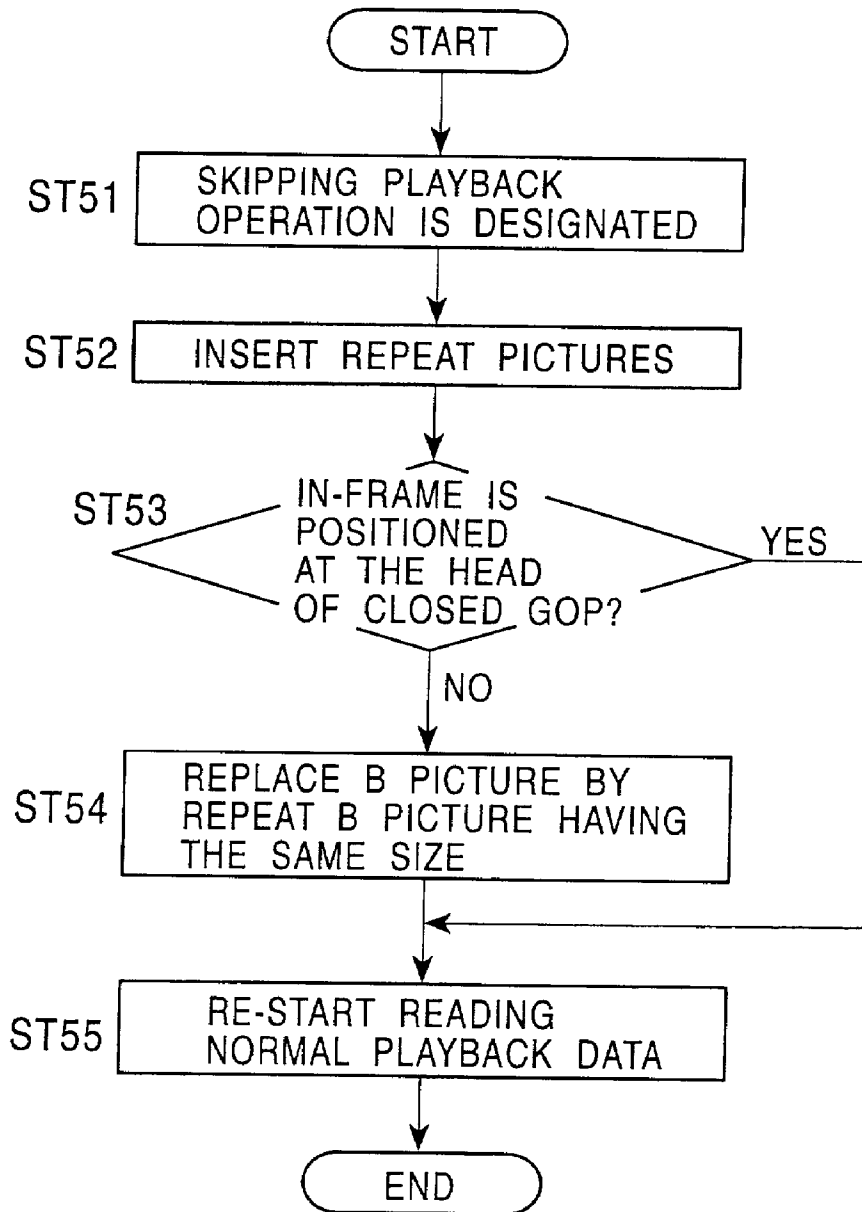 START
ST51
SKIPPING PLAYBACK
OPERATION IS DESIGNATED
ST52
INSERT REPEAT PICTURES
ST53
IN-FRAME IS
POSITIONED
AT THE HEAD
OF CLOSED GOP?
YES
NO
ST54
REPLACE B PICTURE BY
REPEAT B PICTURE HAVING
THE SAME SIZE
ST55
RE-START READING
NORMAL PLAYBACK DATA
END